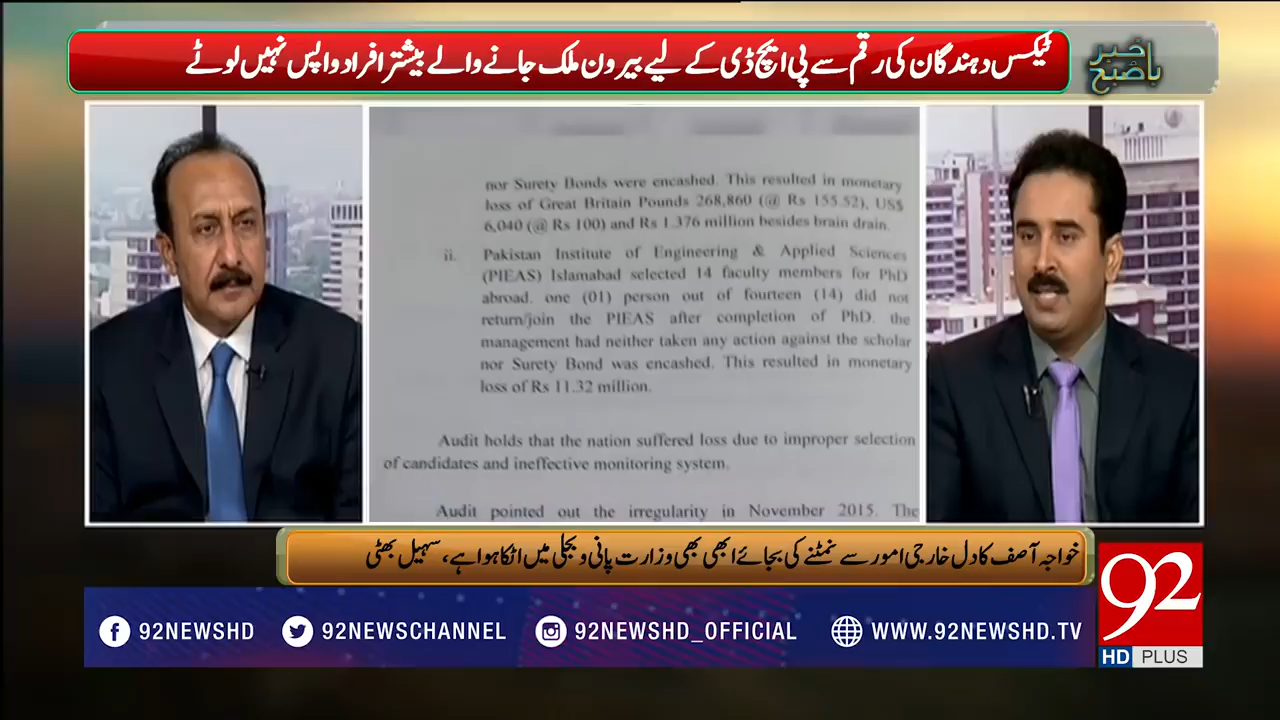 ٹیکس دہندگان کی رقم سے پی ایچ ڈی کے لیے بیرون ملک جانے والے بیشتر افراد واپس نہیں لوٹے
باخبر صبح
nor Surety Bonds were encashed. This resulted in monetary
loss of Great Britain Pounds 268,860 (@ Rs 155.52), US$
6,040 (@ Rs 100) and Rs 1.376 million besides brain drain.
ii. Pakistan Institute of Engineering & Applied Sciences
(PIEAS) Islamabad selected 14 faculty members for PhD
abroad. one (01) person out of fourteen (14) did not
return/join the PIEAS after completion of PhD. the
management had neither taken any action against the scholar
nor Surety Bond was encashed. This resulted in monetary
loss of Rs 11.32 million.
Audit holds that the nation suffered loss due to improper selection
of candidates and ineffective monitoring system.
Audit pointed out the irregularity in November 2015. The
خواجہ آصف کا دل خارجی امور سے نمٹنے کی بجائے ابھی بھی وزارت پانی و بجلی میں اٹکا ہوا ہے، سہیل بھٹی
92NEWSHD
92NEWSCHANNEL
92NEWSHD_OFFICIAL
WWW.92NEWSHD.TV
92
HD PLUS